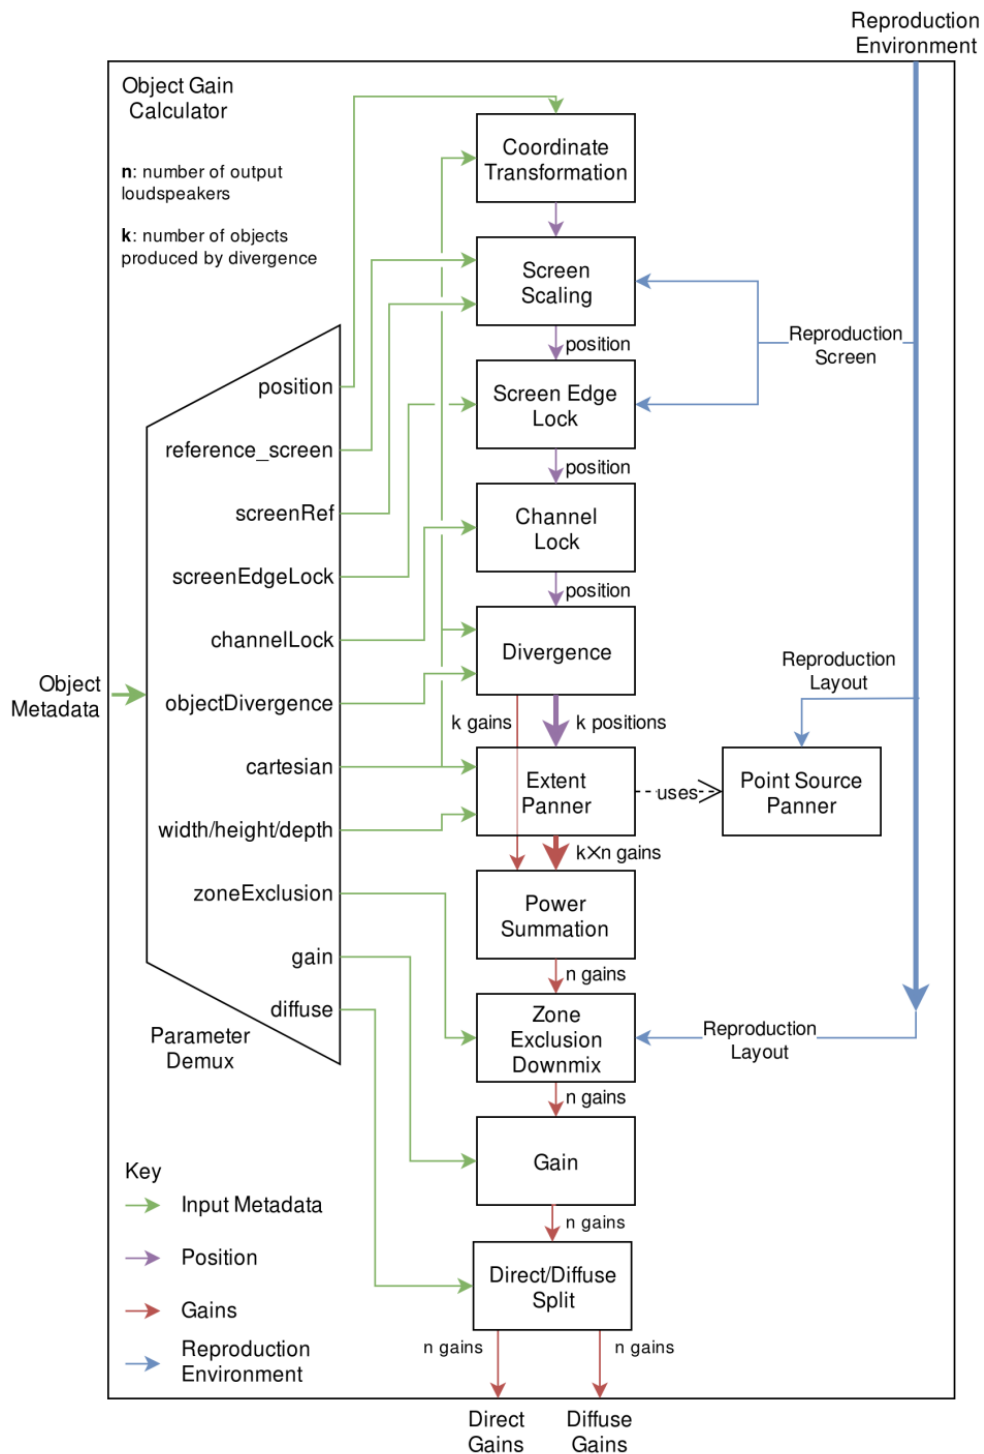 Reproduction
Environment
Object Gain
Calculator
n: number of output
loudspeakers
k: number of objects
produced by divergence
Coordinate
Transformation
Screen
Scaling
Reproduction
Screen
position
Screen Edge
Lock
position
Channel
Lock
position
Divergence
Reproduction
Layout
k gains
k positions
Extent
Panner
uses
Point Source
Panner
k×n gains
Power
Summation
n gains
Zone
Exclusion
Downmix
Reproduction
Layout
n gains
Gain
n gains
Direct/Diffuse
Split
n gains
n gains
Direct
Gains
Diffuse
Gains
Object
Metadata
position
reference_screen
screenRef
screenEdgeLock
channelLock
objectDivergence
cartesian
width/height/depth
zoneExclusion
gain
diffuse
Parameter
Demux
Key
Input Metadata
Position
Gains
Reproduction
Environment